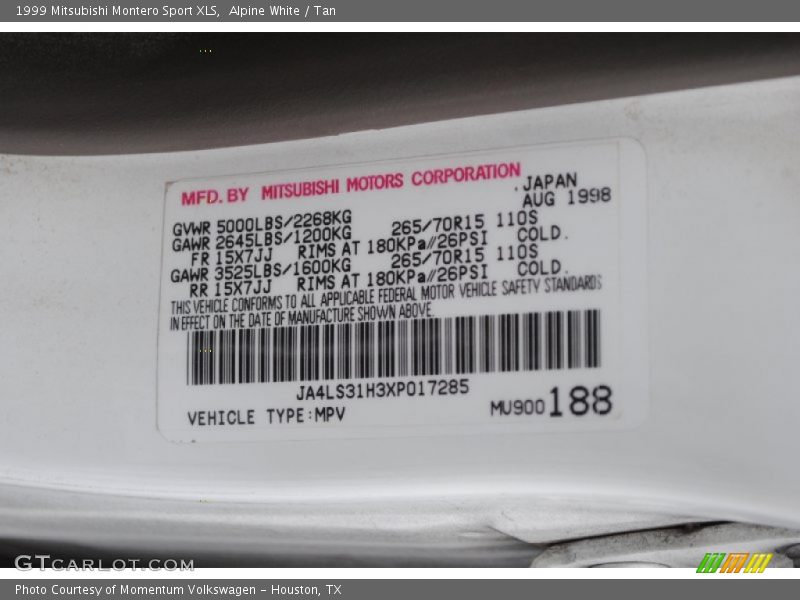 1999 Mitsubishi Montero Sport XLS, Alpine White / Tan
MFD. BY MITSUBISHI MOTORS CORPORATION .JAPAN
AUG 1998
GVWR 5000LBS/2268KG
GAWR 2645LBS/1200KG 265/70R15 110S
FR 15X7JJ RIMS AT 180KPa//26PSI COLD.
GAWR 3525LBS/1600KG 265/70R15 110S
RR 15X7JJ RIMS AT 180KPa//26PSI COLD.
THIS VEHICLE CONFORMS TO ALL APPLICABLE FEDERAL MOTOR VEHICLE SAFETY STANDARDS
IN EFFECT ON THE DATE OF MANUFACTURE SHOWN ABOVE.
JA4LS31H3XP017285
VEHICLE TYPE:MPV MU900188
GTCARLOT.COM
Photo Courtesy of Momentum Volkswagen - Houston, TX